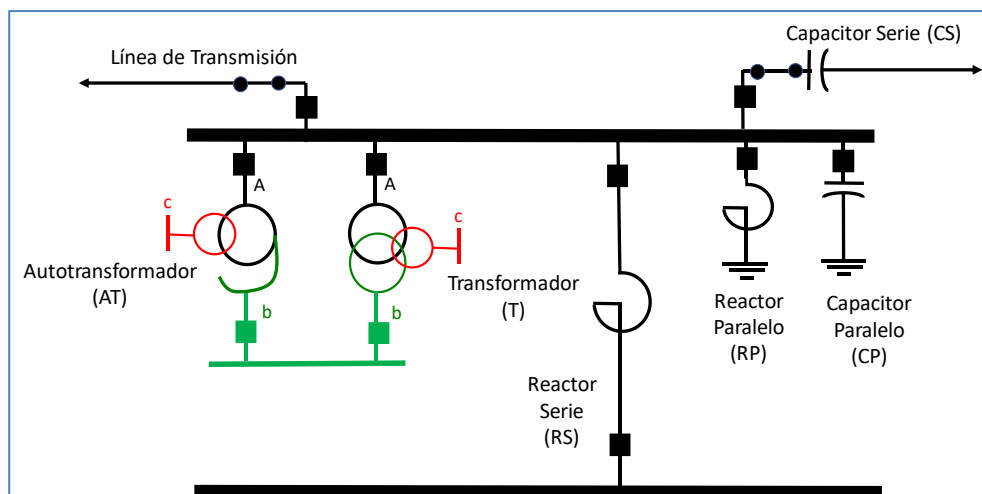 Capacitor Serie (CS)
Línea de Transmisión
A
A
c
c
Autotransformador
(AT)
Transformador
(T)
b
b
Reactor
Paralelo
(RP)
Capacitor
Paralelo
(CP)
Reactor
Serie
(RS)